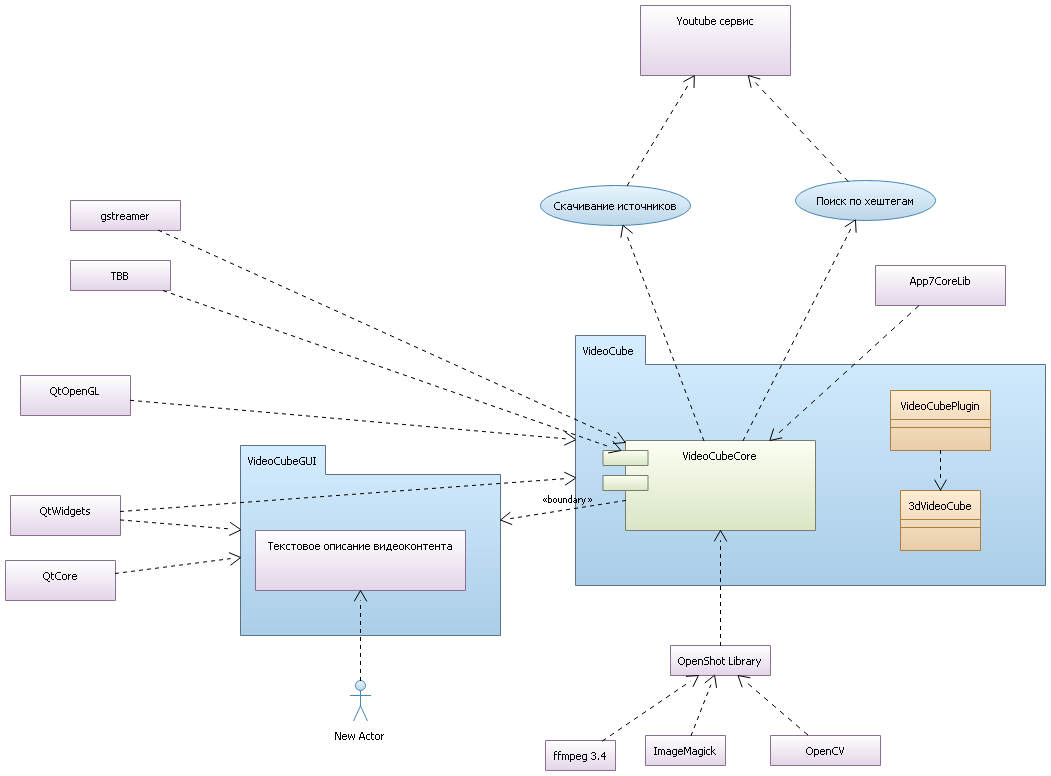 Youtube сервис
Скачивание источников
Поиск по хештегам
gstreamer
TBB
App7CoreLib
VideoCube
QtOpenGL
VideoCubePlugin
VideoCubeGUI
VideoCubeCore
«boundary»
3dVideoCube
QtWidgets
Текстовое описание видеоконтента
QtCore
OpenShot Library
New Actor
ffmpeg 3.4
ImageMagick
OpenCV